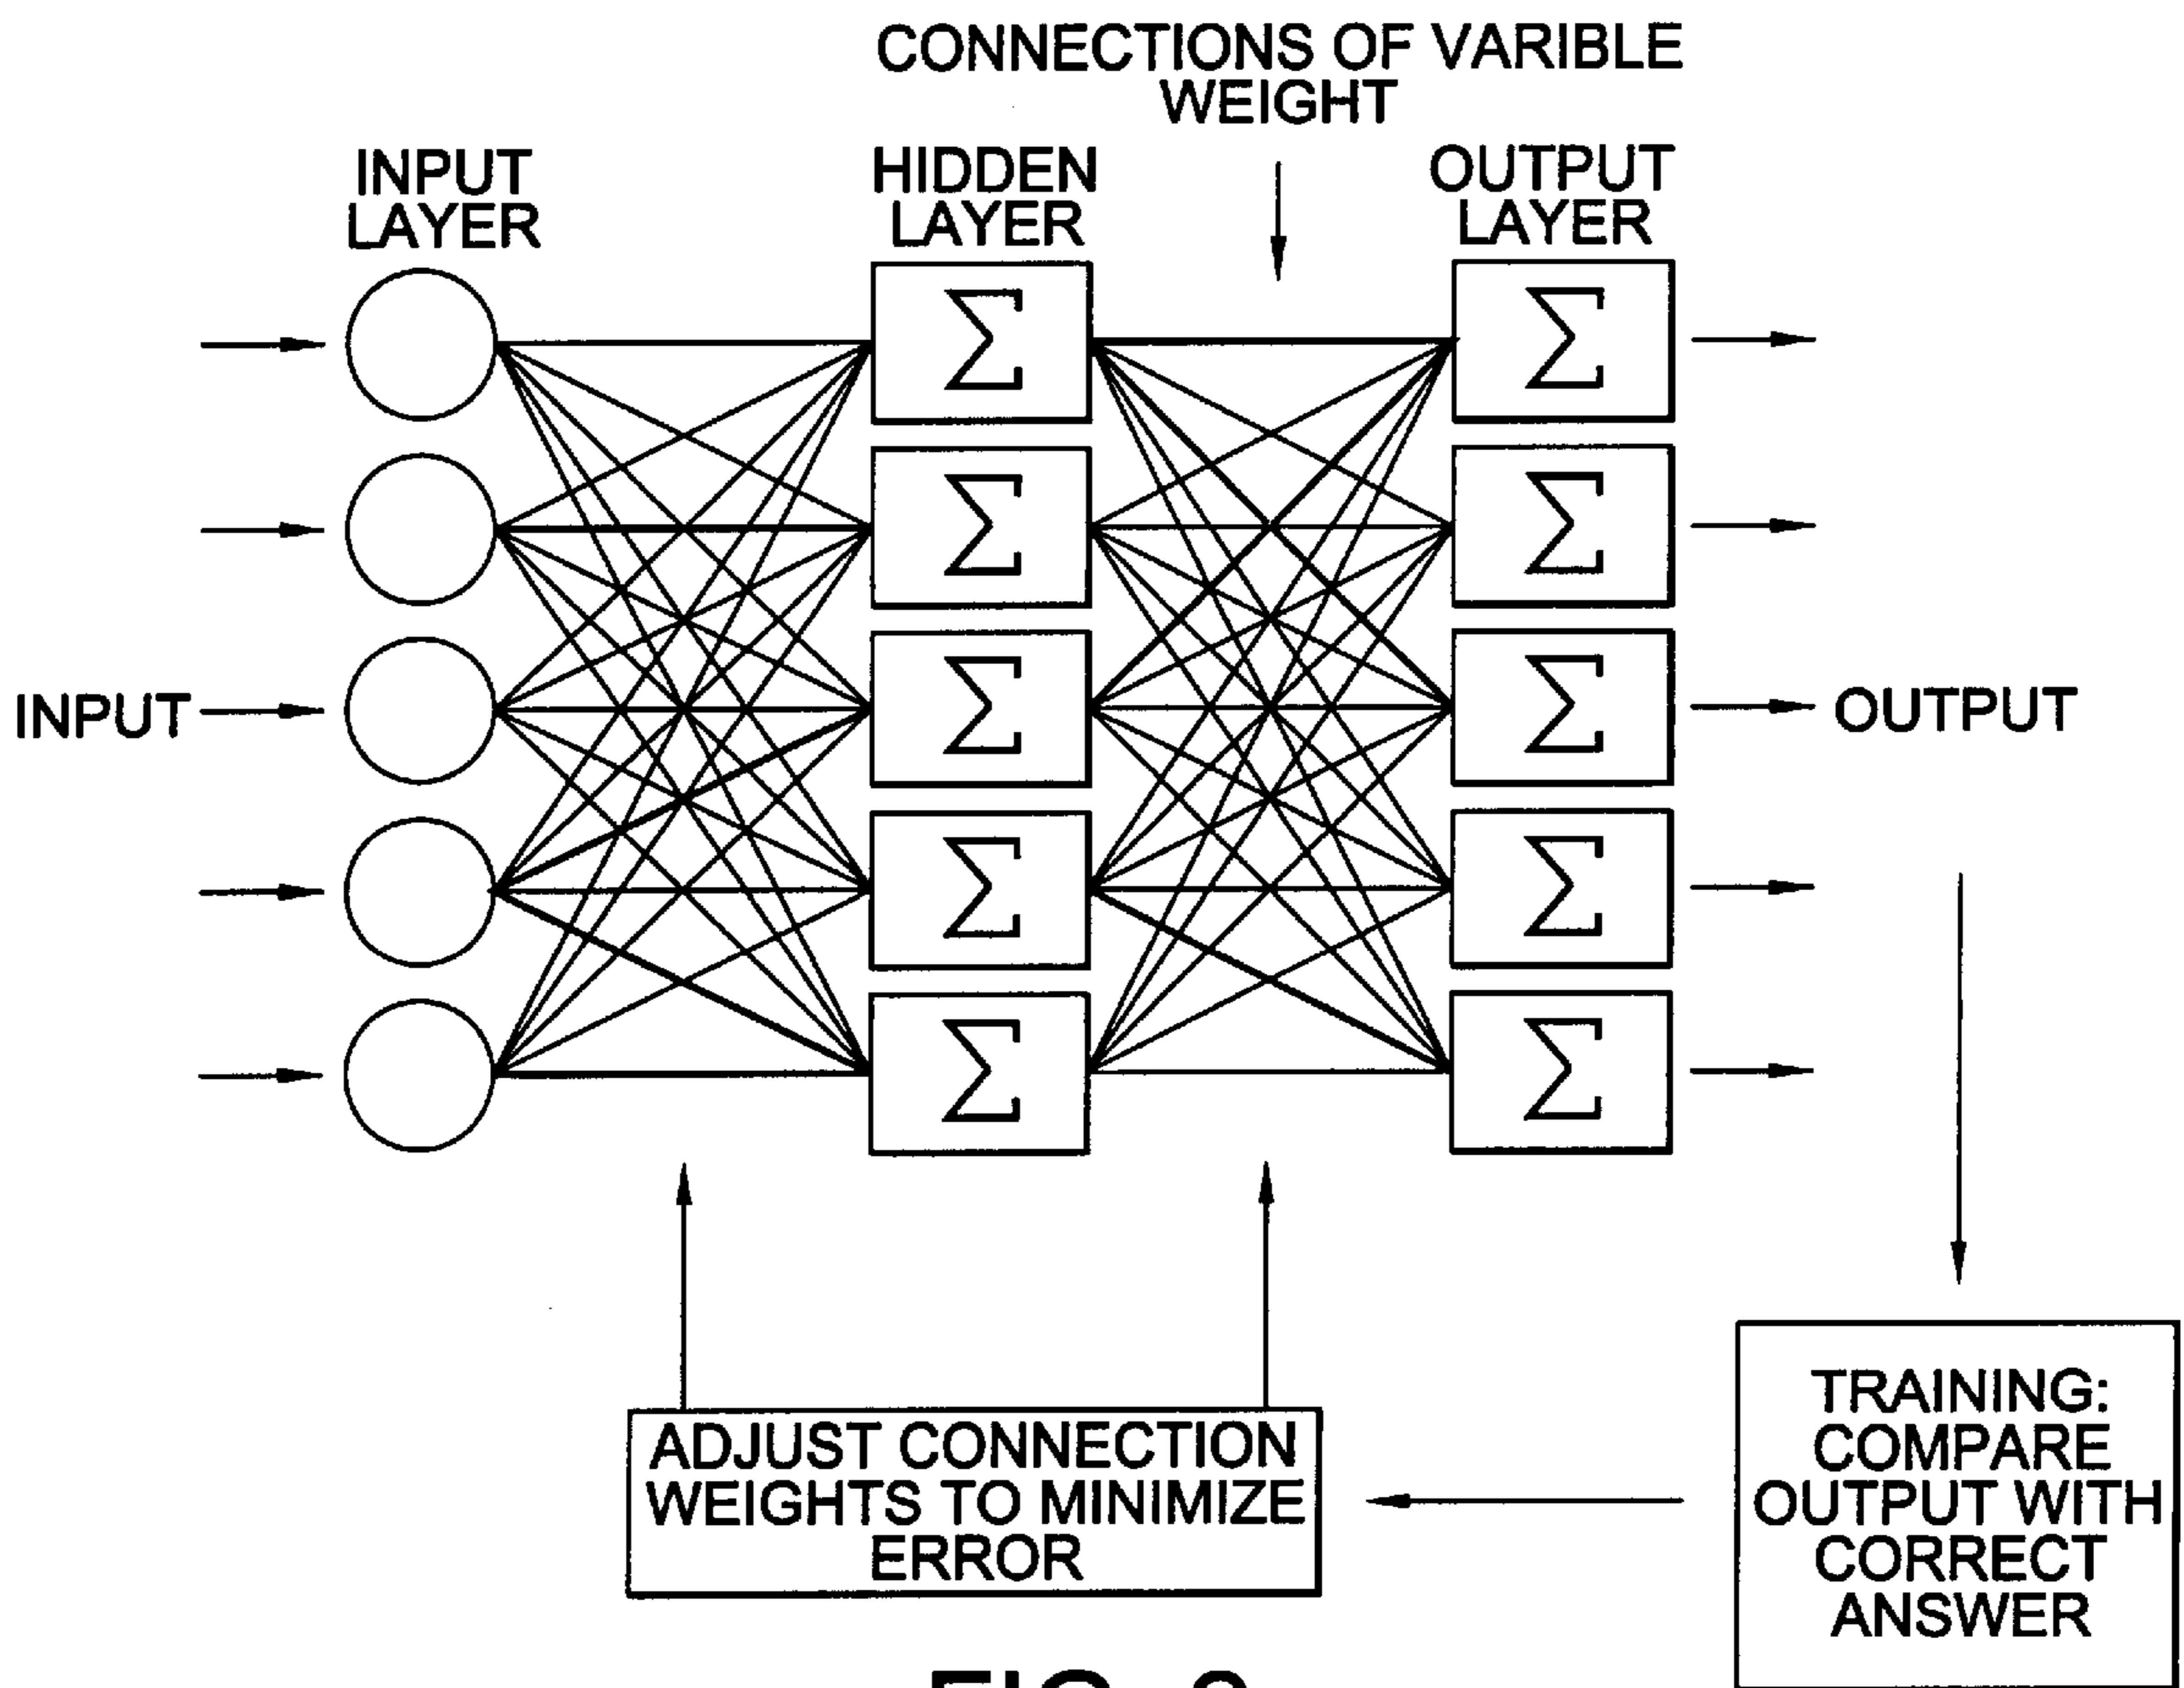 CONNECTIONS OF VARIBLE
WEIGHT
INPUT
LAYER
HIDDEN
LAYER
OUTPUT
LAYER
Σ
Σ
Σ
Σ
Σ
Σ
Σ
Σ
Σ
Σ
INPUT
OUTPUT
ADJUST CONNECTION
WEIGHTS TO MINIMIZE
ERROR
TRAINING:
COMPARE
OUTPUT WITH
CORRECT
ANSWER